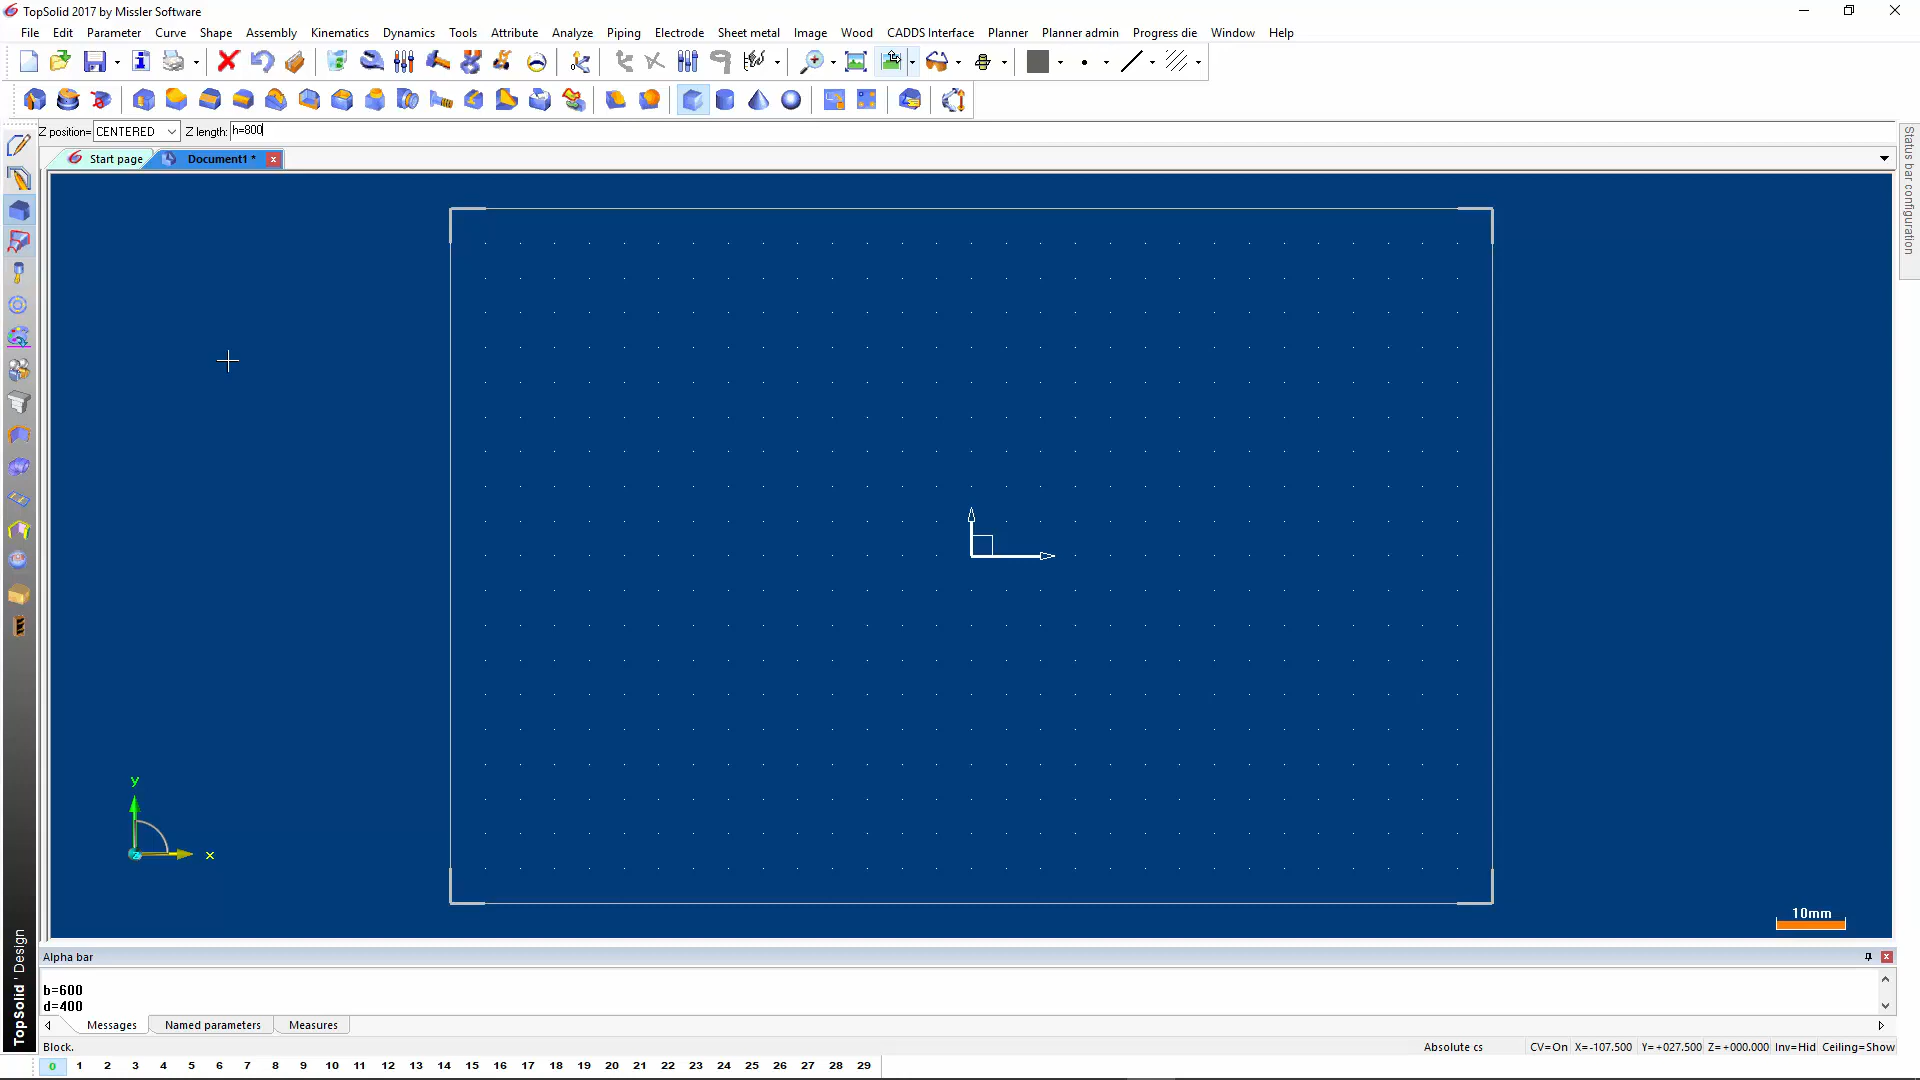 TopSolid 2017 by Missler Software
File Edit Parameter Curve Shape Assembly Kinematics Dynamics Tools Attribute Analyze Piping Electrode Sheet metal Image Wood CADDS Interface Planner Planner admin Progress die Window Help
Z position= CENTERED Z length: h=800
Start page Document1 *
Status bar configuration
y
z
x
10mm
TopSolid'Design
Alpha bar
b=600
d=400
Messages Named parameters Measures
Block.
Absolute cs CV=On X=-107.500 Y=+027.500 Z=+000.000 Inv=Hid Ceiling=Show
0 1 2 3 4 5 6 7 8 9 10 11 12 13 14 15 16 17 18 19 20 21 22 23 24 25 26 27 28 29